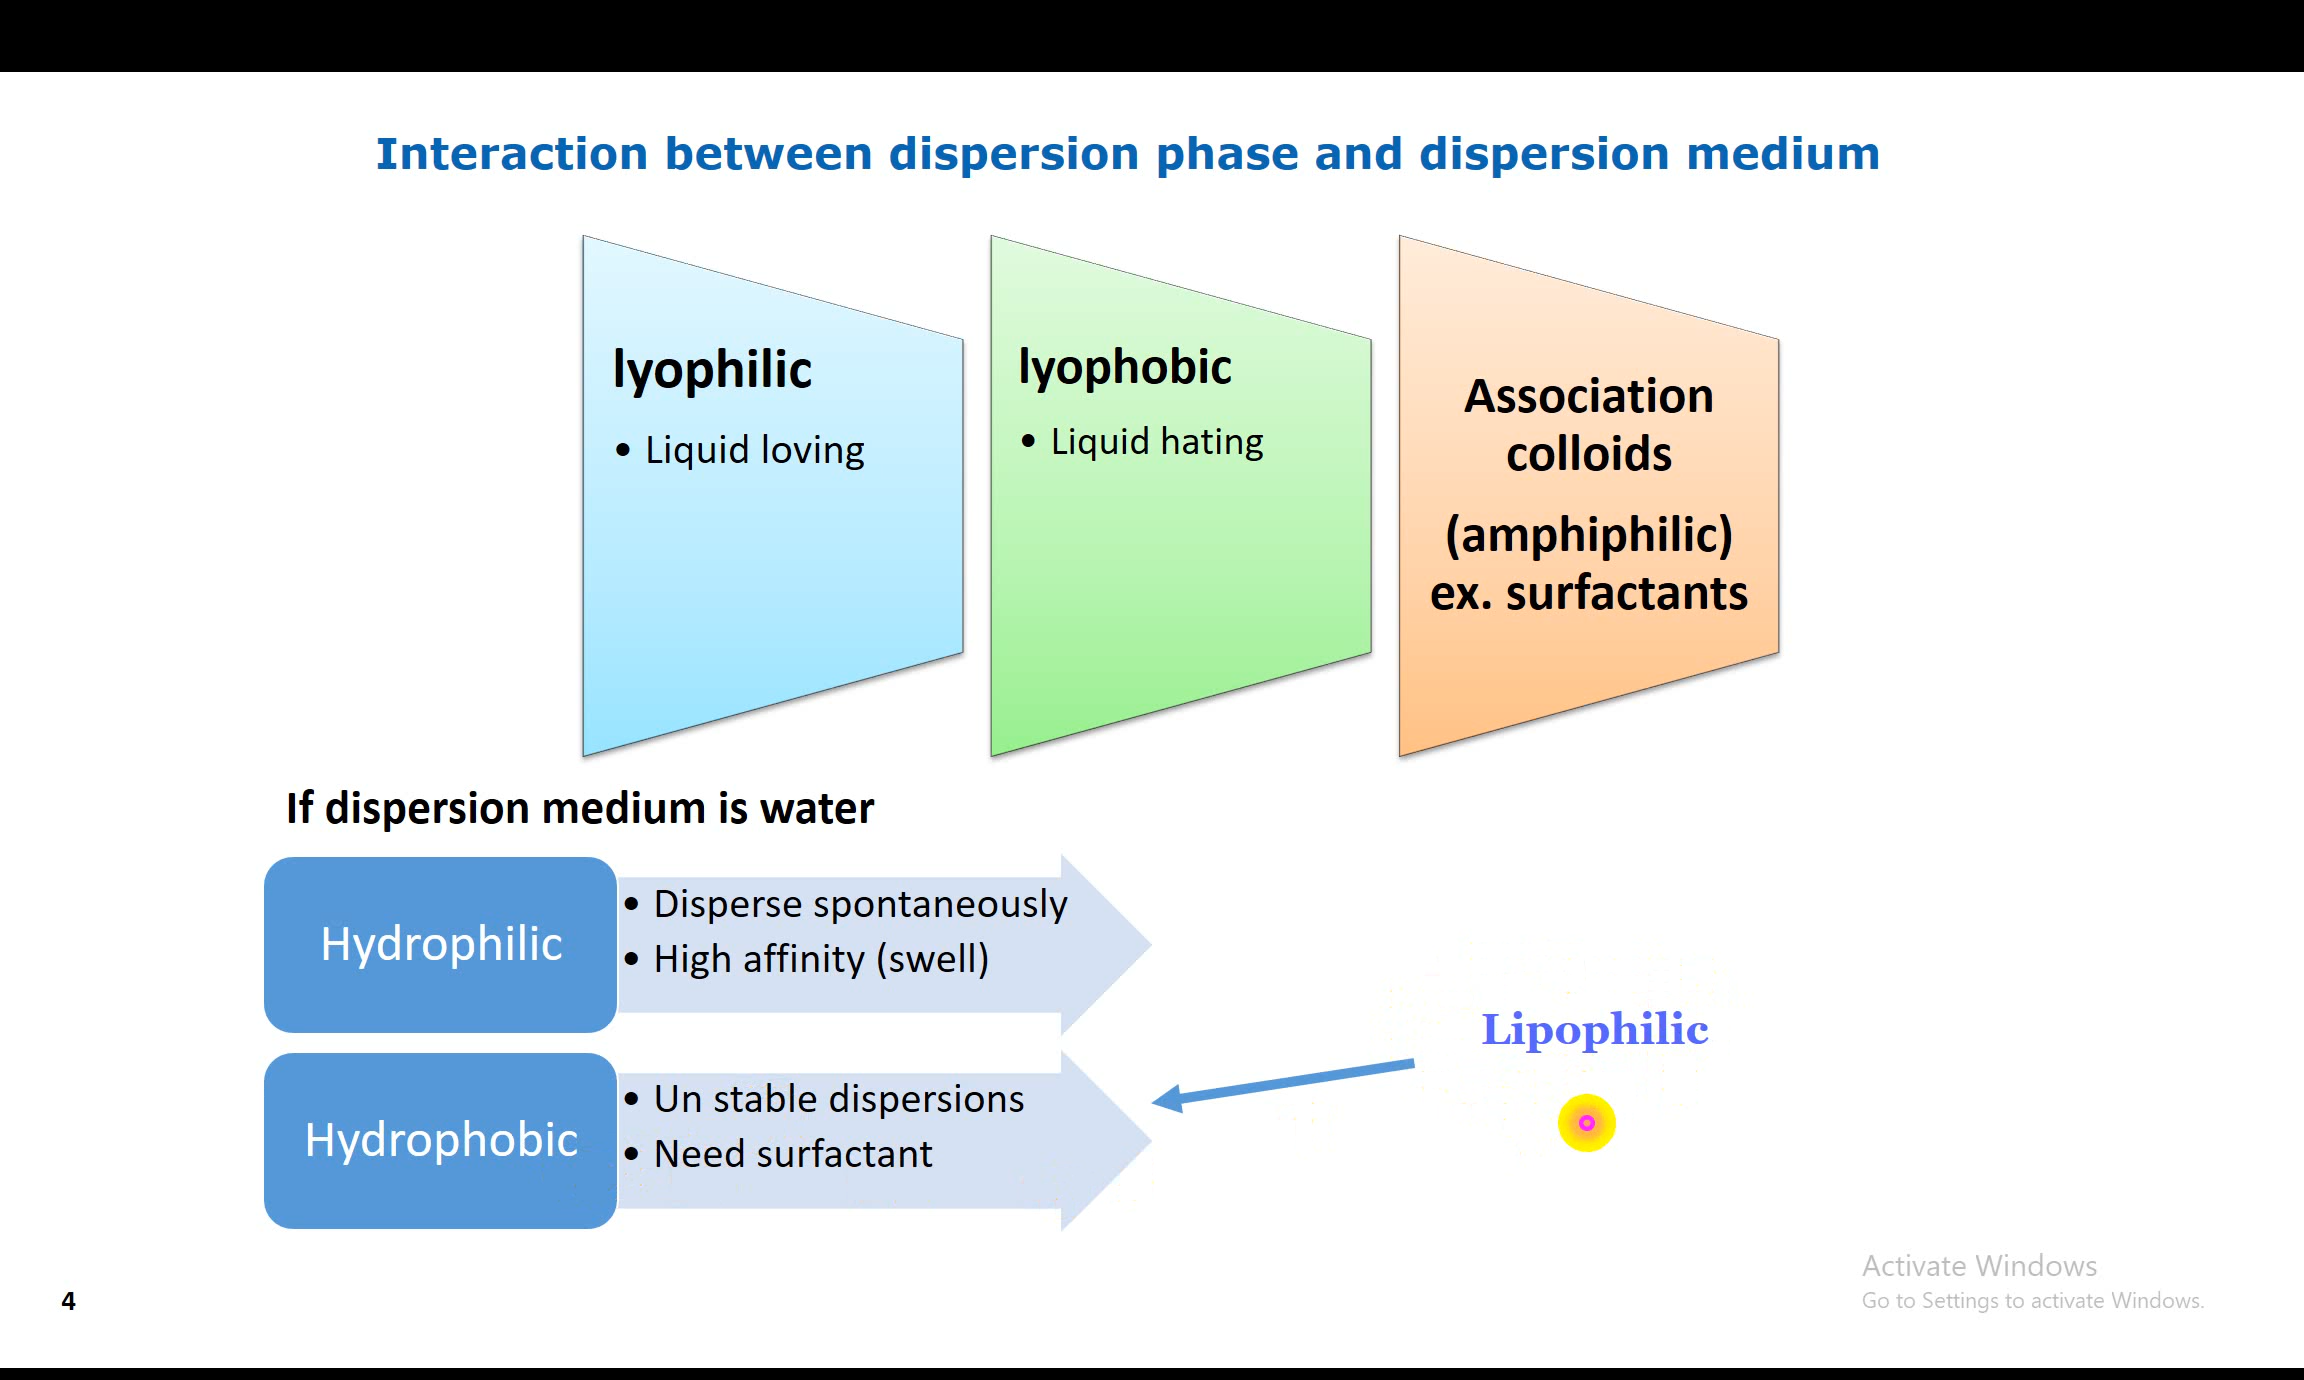 Interaction between dispersion phase and dispersion medium
lyophilic
• Liquid loving
lyophobic
• Liquid hating
Association
colloids
(amphiphilic)
ex. surfactants
If dispersion medium is water
Hydrophilic
• Disperse spontaneously
• High affinity (swell)
Hydrophobic
• Un stable dispersions
• Need surfactant
Lipophilic
Activate Windows
Go to Settings to activate Windows.
4